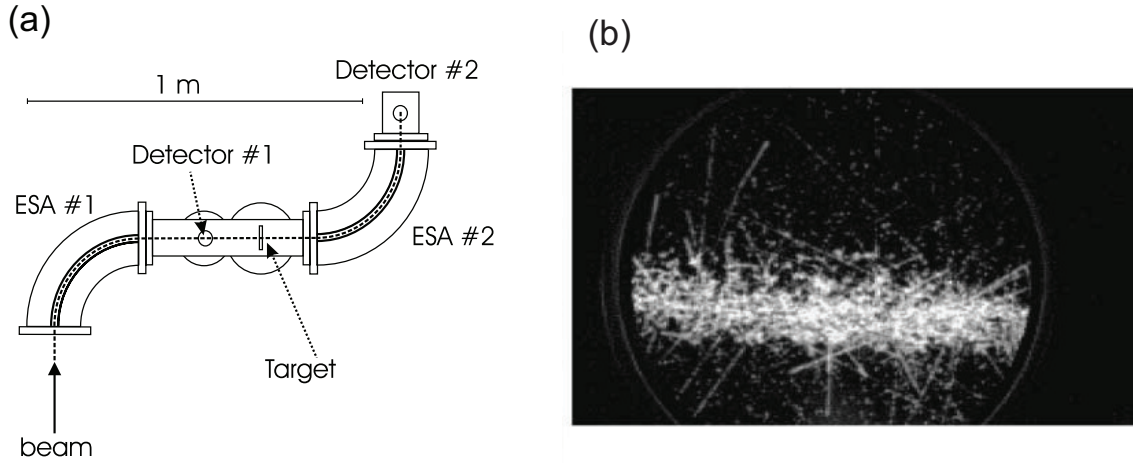 (a)
(b)
Detector #2
1 m
Detector #1
ESA #1
ESA #2
Target
beam